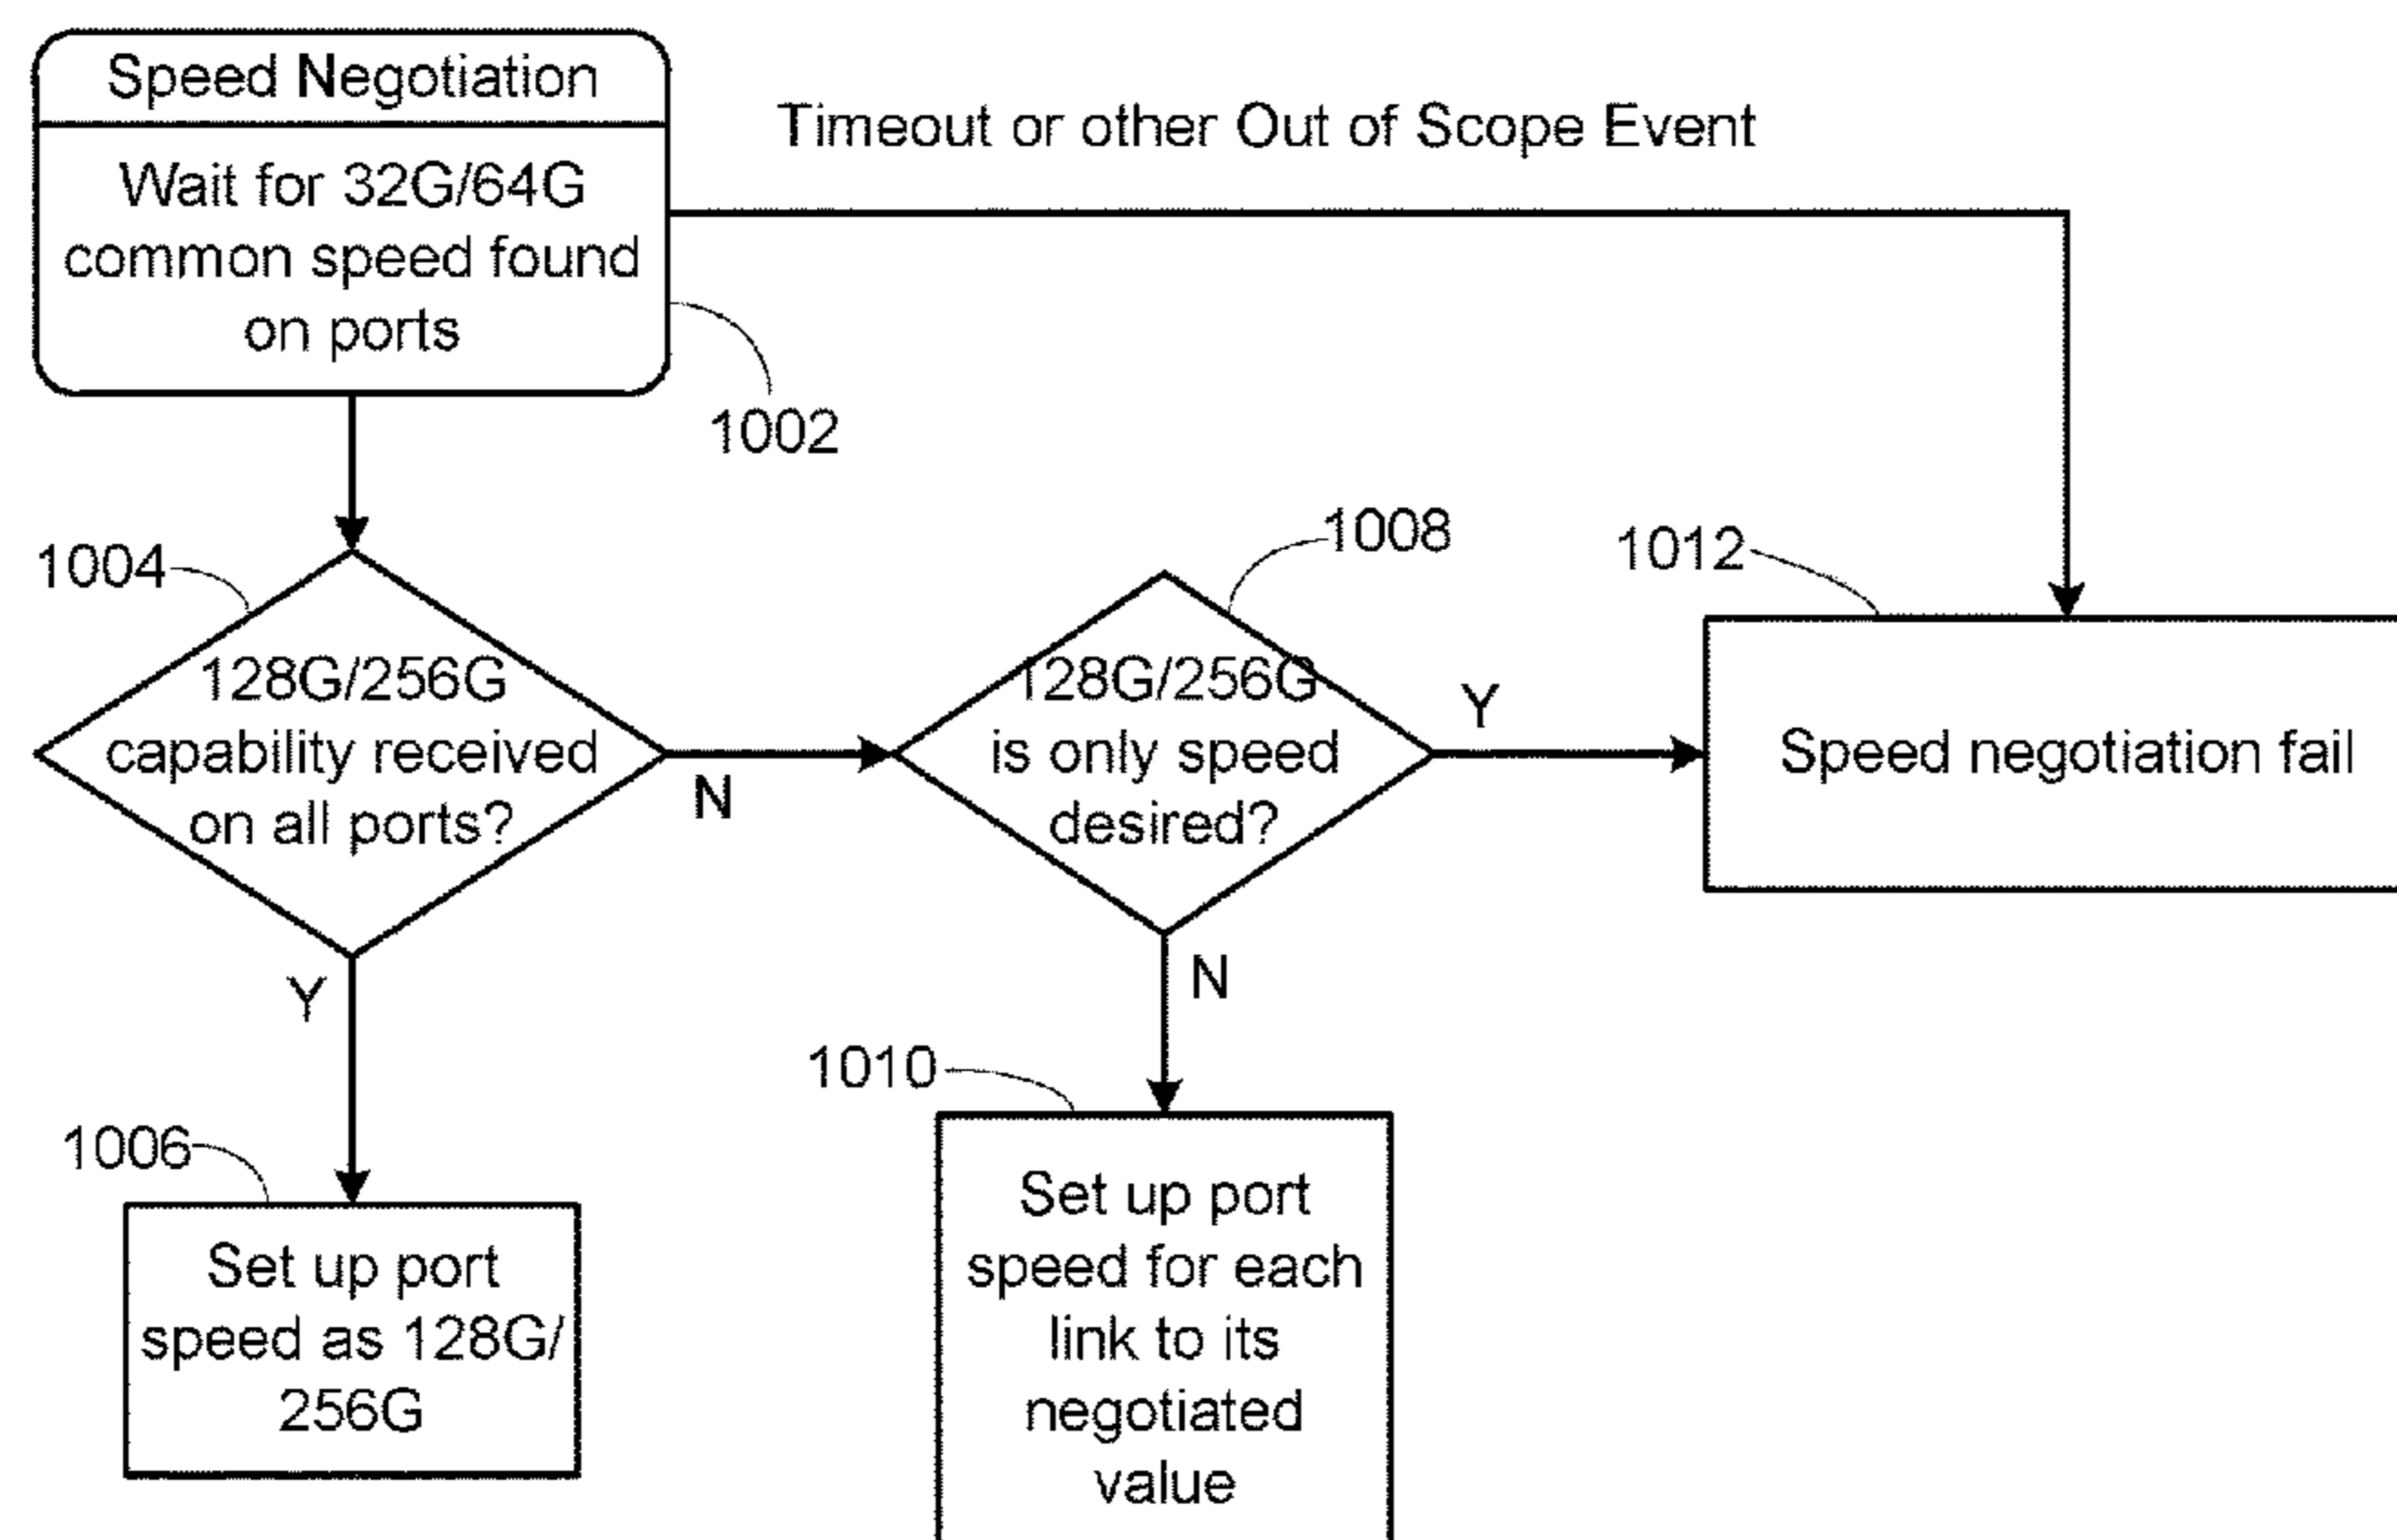 Speed Negotiation
Wait for 32G/64G
common speed found
on ports
Timeout or other Out of Scope Event
1002
1004
128G/256G
capability received
on all ports?
N
1008
128G/256G
is only speed
desired?
Y
1012
Speed negotiation fail
Y
N
1006
Set up port
speed as 128G/
256G
1010
Set up port
speed for each
link to its
negotiated
value